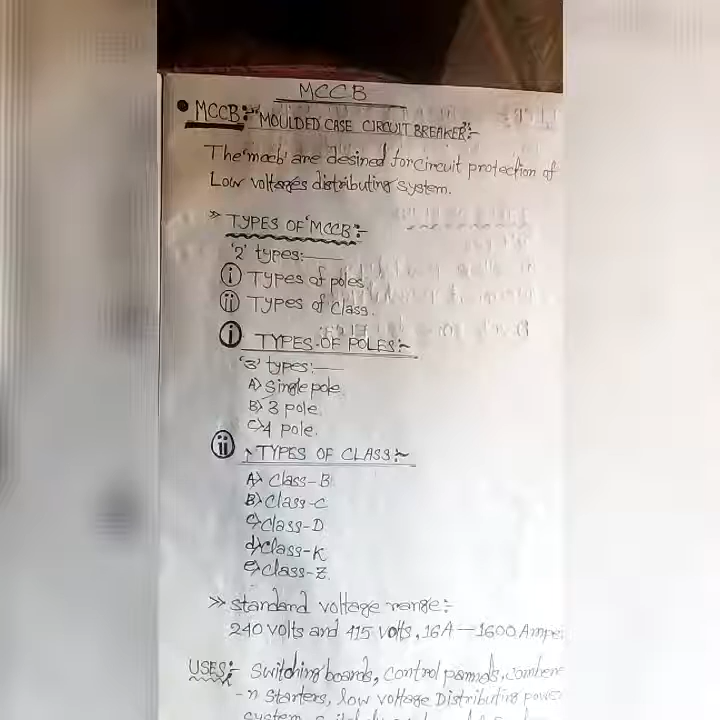 MCCB
• MCCB:- "MOULDED CASE CIRCUIT BREAKER":-
The 'mccb' are desined for circuit protection of
Low voltages distributing system.
» TYPES OF 'MCCB':-
'2' types:—
i Types of poles.
ii Types of class.
i TYPES OF POLES:-
'3' types:—
A) Single pole.
B) 3 pole.
C) 4 pole.
ii TYPES OF CLASS:-
A) Class-B
B) Class-C
C) Class-D
d) Class-K
e) Class-Z.
» standard voltage range:-
240 volts and 415 volts, 16A — 1600 Amper
USES:- Switching boards, control pannels,
-n starters, low voltage Distributing power
system